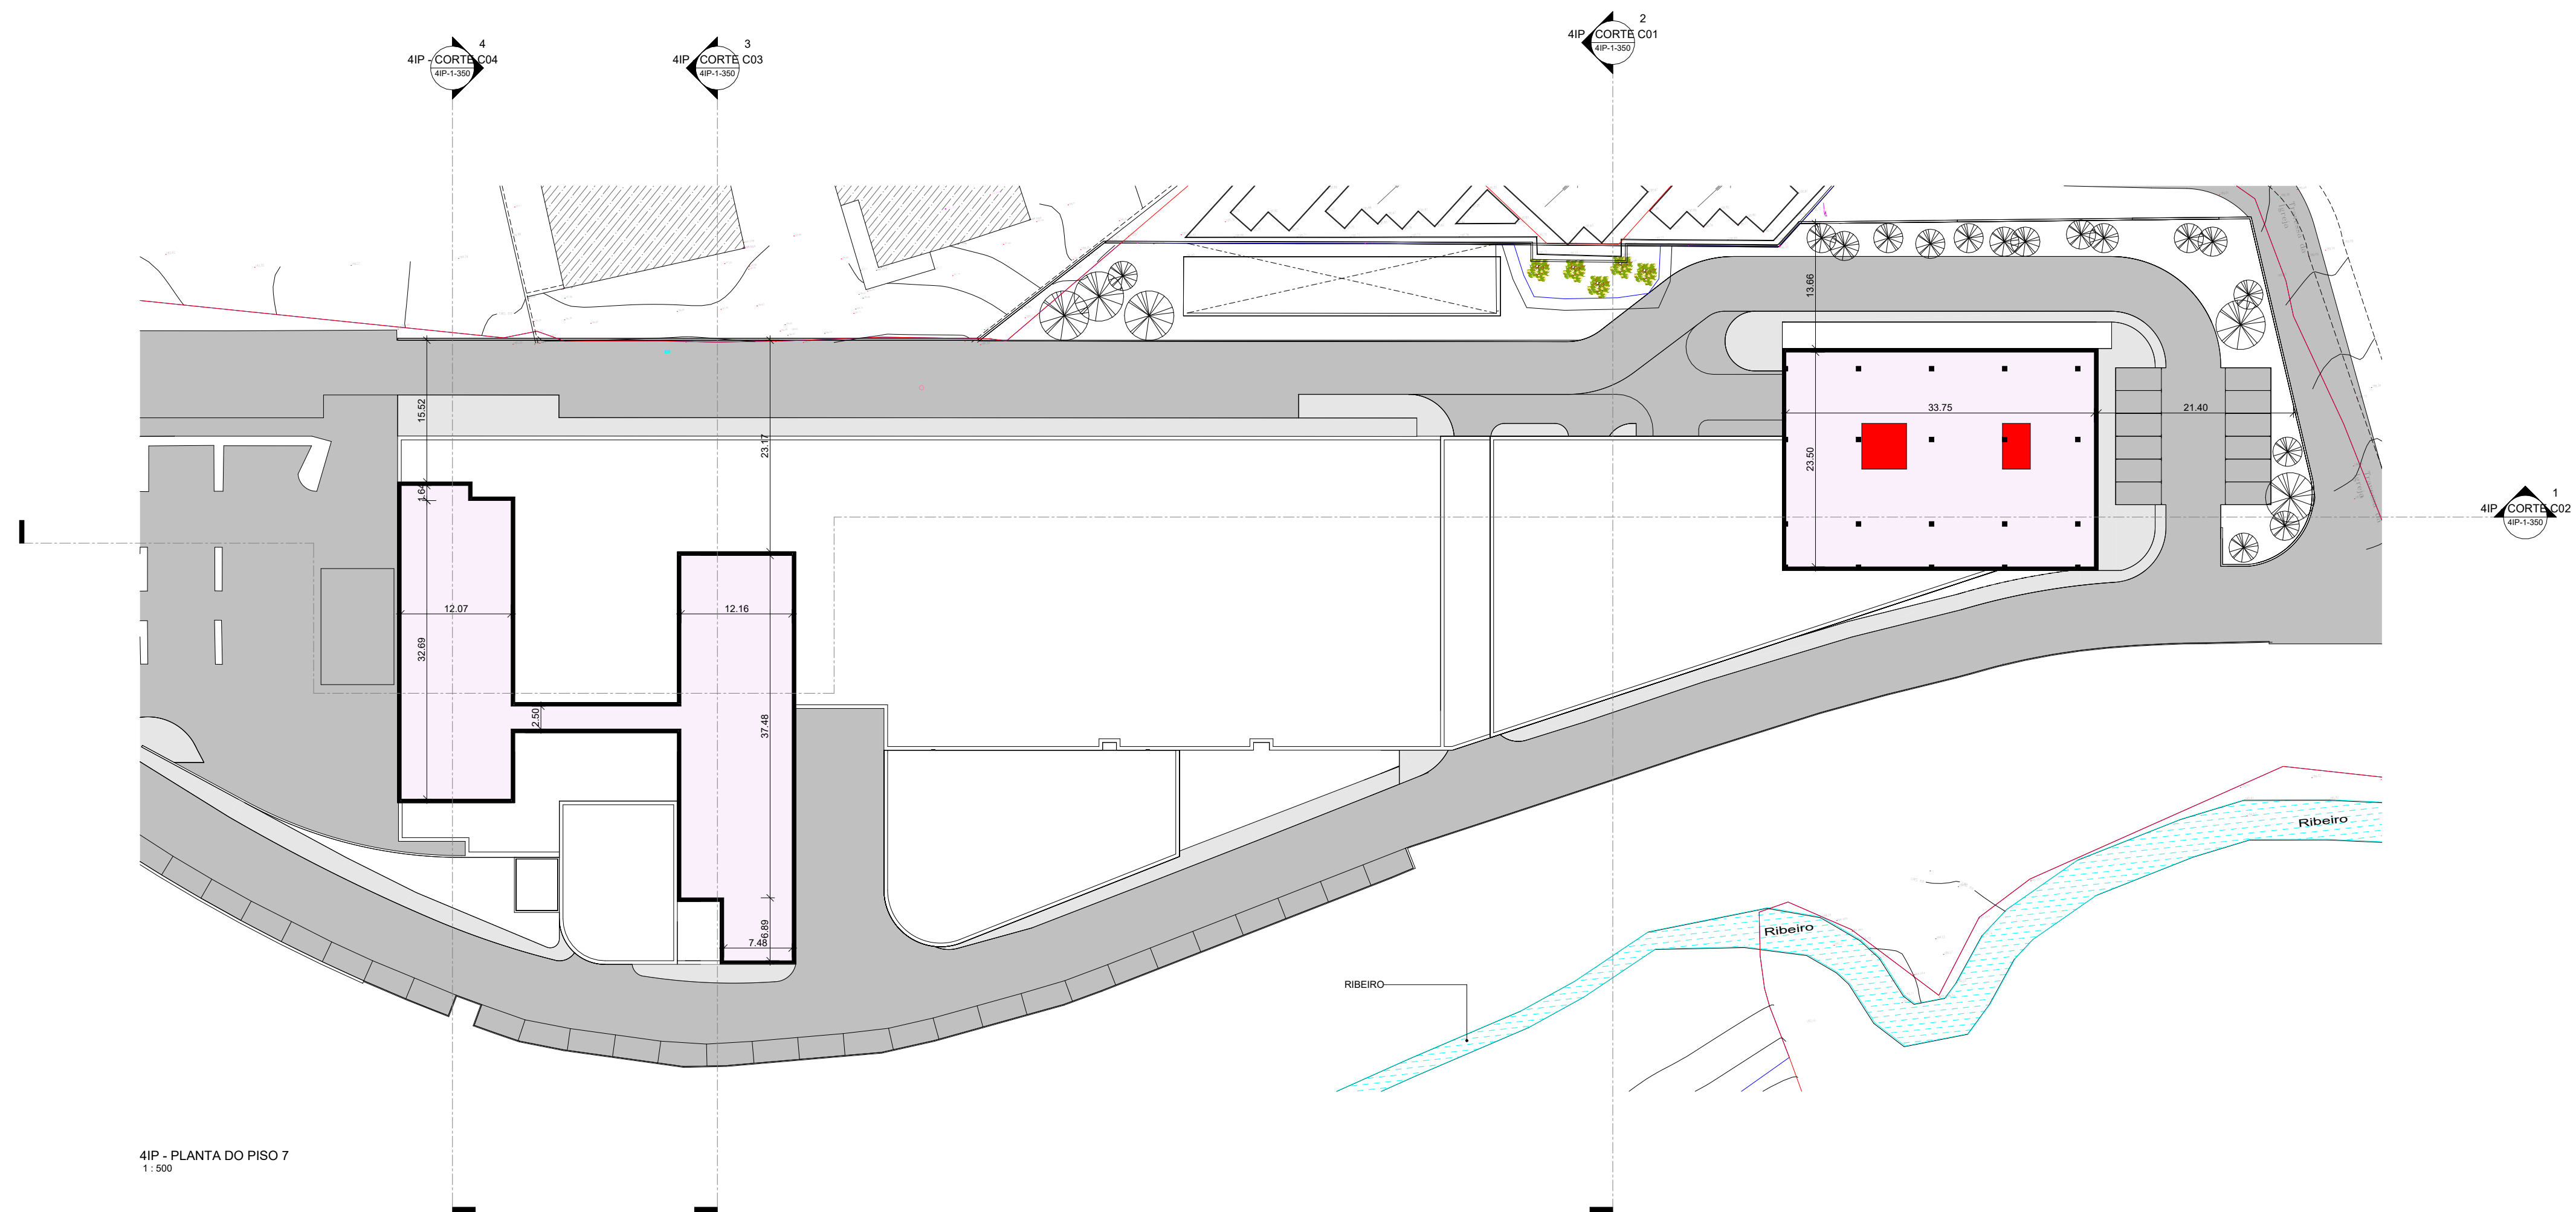 4
4IP - CORTE C04
4IP-1-350
3
4IP - CORTE C03
4IP-1-350
2
4IP - CORTE C01
4IP-1-350
13.66
15.52
23.17
33.75
21.40
1.64
23.50
1
4IP - CORTE C02
4IP-1-350
12.07
12.16
32.69
2.50
37.48
6.89
7.48
Ribeiro
Ribeiro
RIBEIRO
4IP - PLANTA DO PISO 7
1 : 500